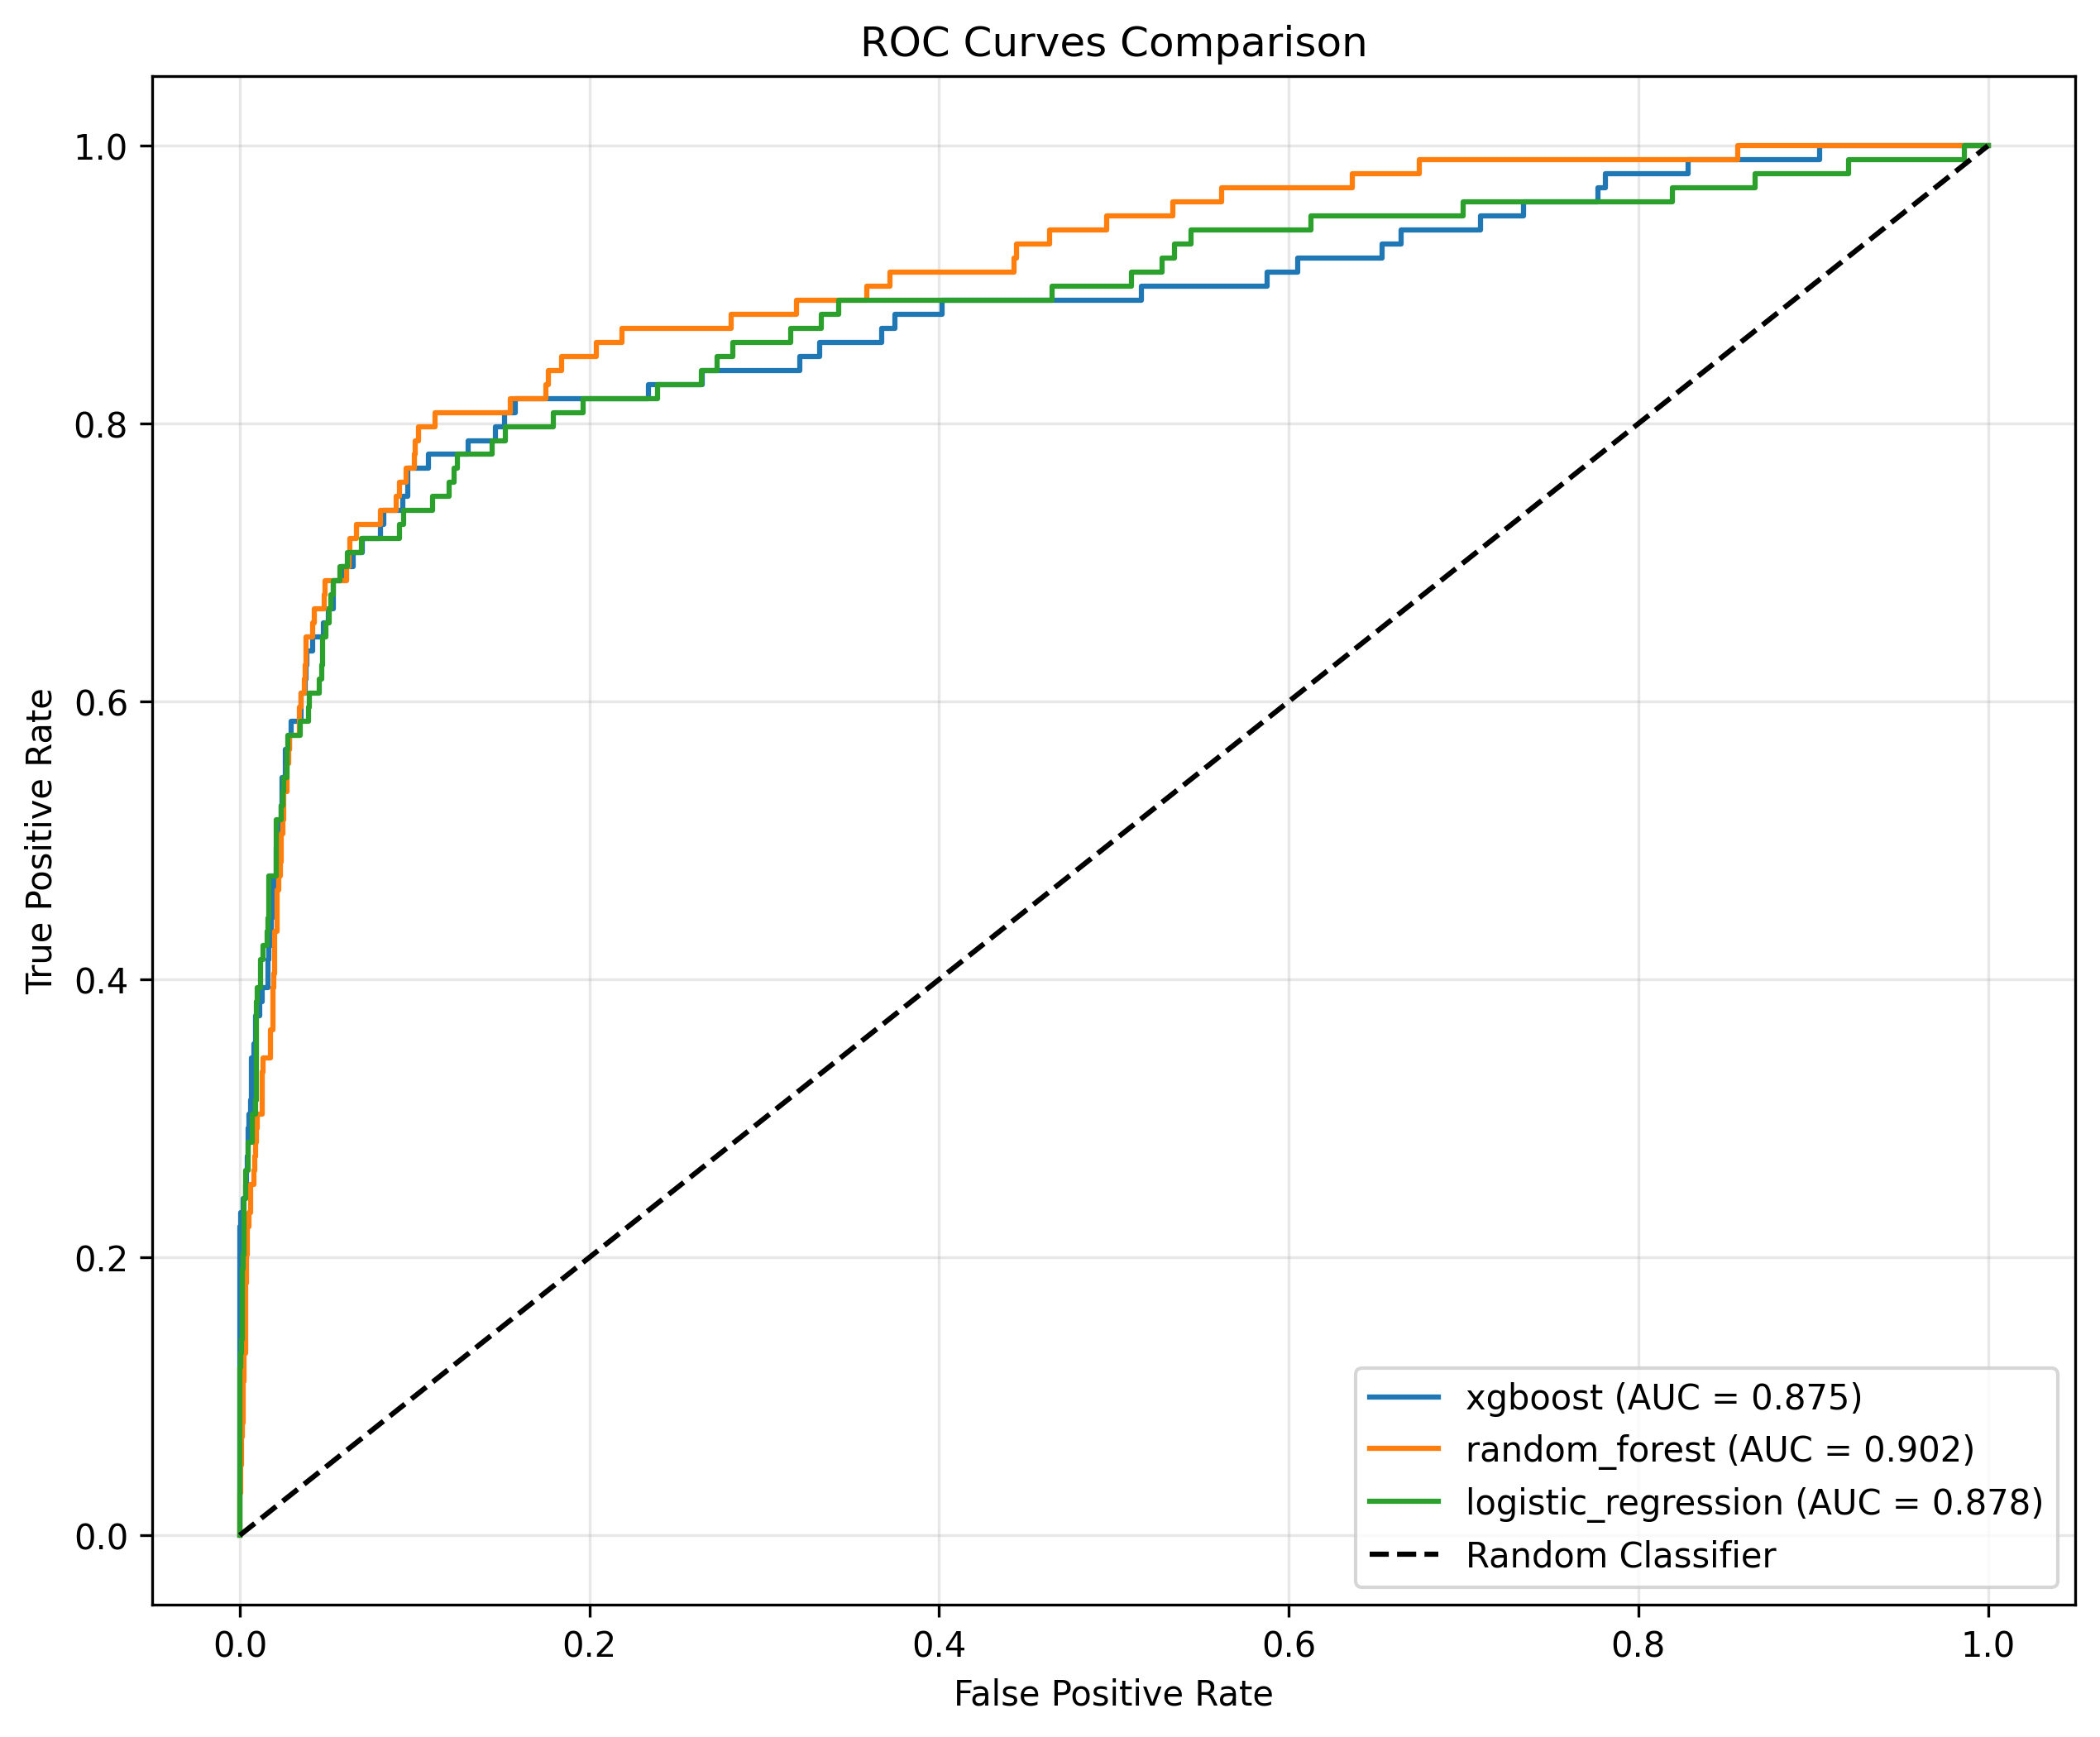 ROC Curves Comparison
1.0
0.8
0.6
0.4
0.2
0.0
True Positive Rate
0.0
0.2
0.4
0.6
0.8
1.0
False Positive Rate
xgboost (AUC = 0.875)
random_forest (AUC = 0.902)
logistic_regression (AUC = 0.878)
Random Classifier